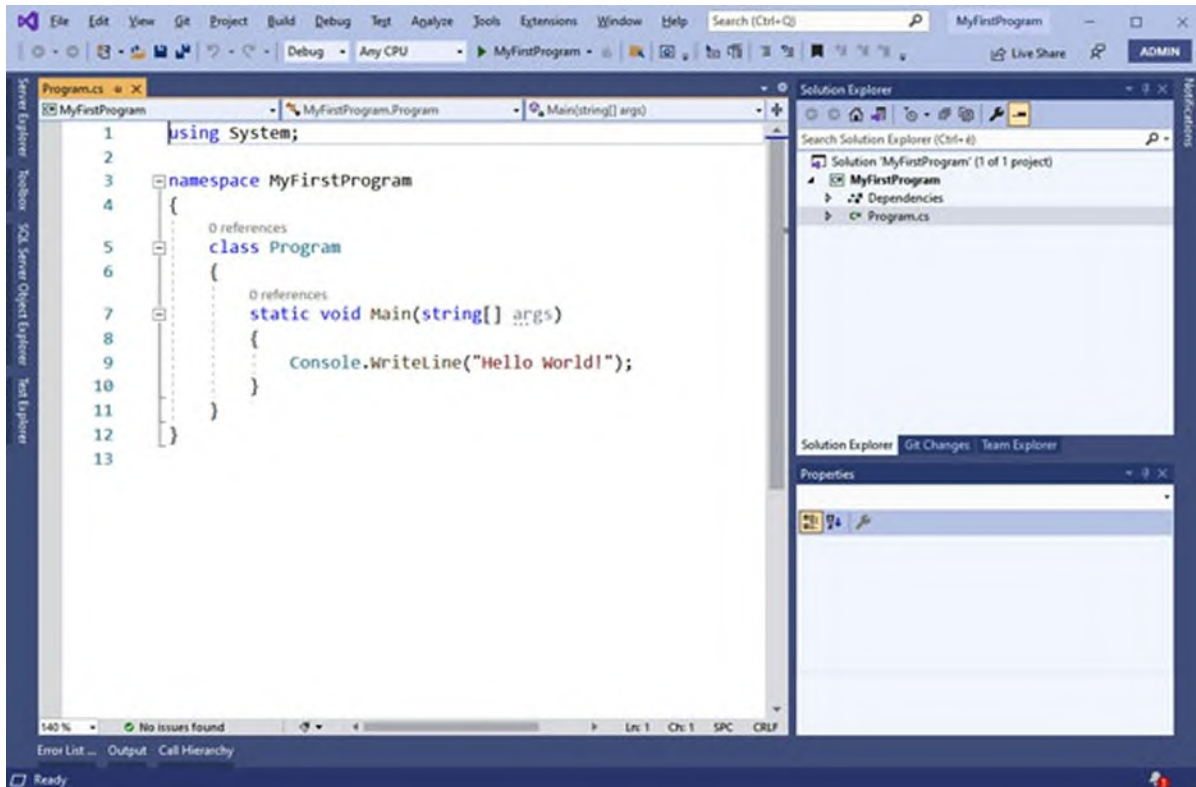 File Edit View Git Project Build Debug Test Analyze Tools Extensions Window Help Search (Ctrl+Q) MyFirstProgram
Debug Any CPU MyFirstProgram Live Share ADMIN
Server Explorer
Toolbox
SQL Server Object Explorer
Test Explorer
Program.cs
MyFirstProgram MyFirstProgram.Program Main(string[] args)
1 using System;
2
3 namespace MyFirstProgram
4 {
0 references
5 class Program
6 {
0 references
7 static void Main(string[] args)
8 {
9 Console.WriteLine("Hello World!");
10 }
11 }
12 }
13
140 % No issues found Ln: 1 Ch: 1 SPC CRLF
Solution Explorer
Search Solution Explorer (Ctrl+è)
Solution 'MyFirstProgram' (1 of 1 project)
MyFirstProgram
Dependencies
C# Program.cs
Solution Explorer Git Changes Team Explorer
Properties
Notifications
Error List ... Output Call Hierarchy
Ready 1